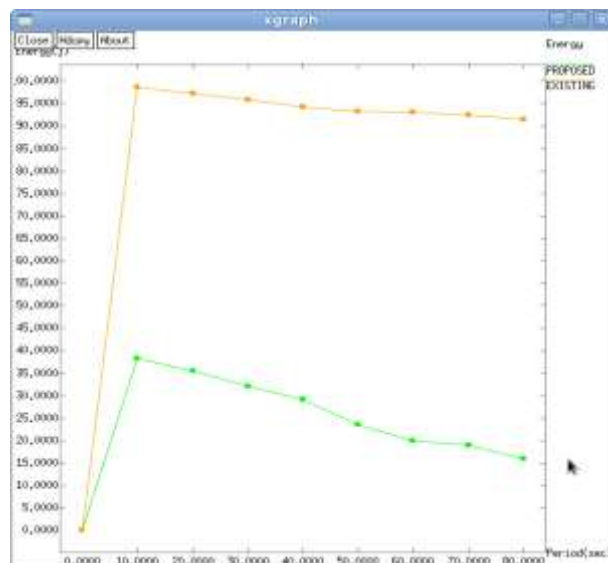 xgraph
Close Hdcpy About
Energy(j)
Energy
PROPOSED
EXISTING
00.0000
95.0000
90.0000
85.0000
80.0000
75.0000
70.0000
65.0000
60.0000
55.0000
50.0000
45.0000
40.0000
35.0000
30.0000
25.0000
20.0000
15.0000
10.0000
5.0000
0.0000
0.0000 10.0000 20.0000 30.0000 40.0000 50.0000 60.0000 70.0000 80.0000
Period(sec